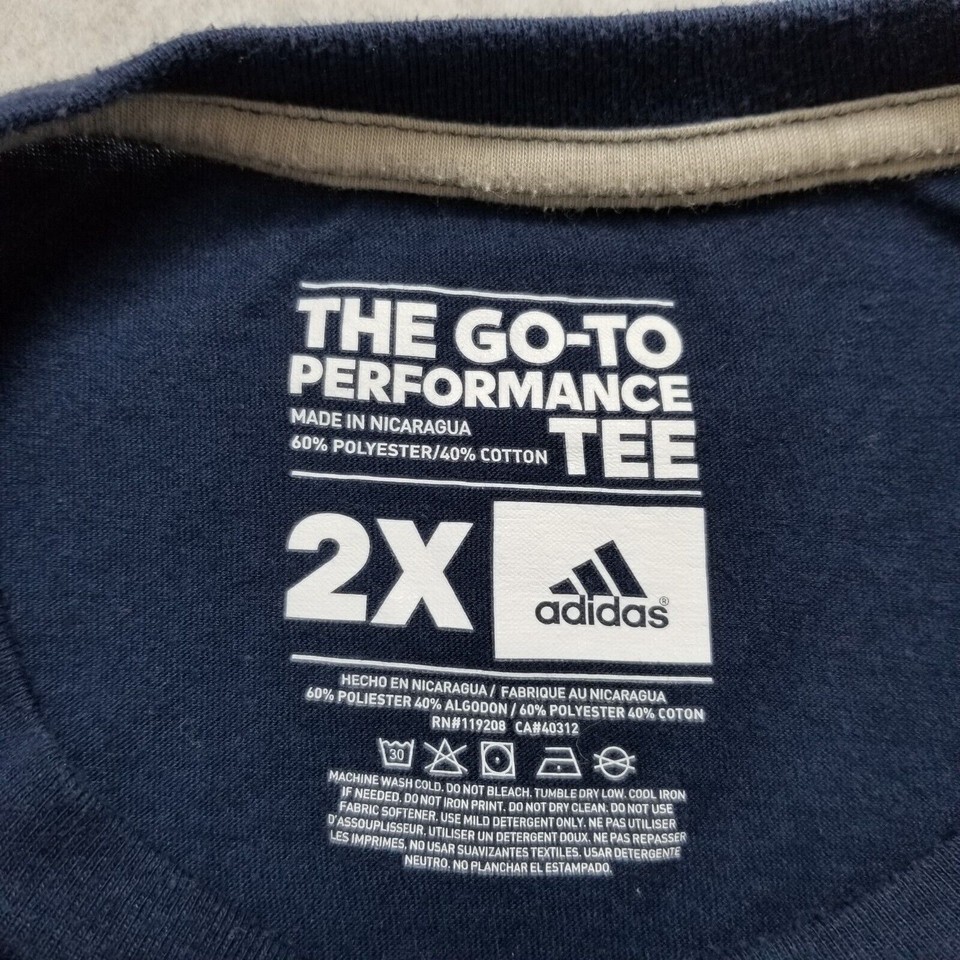 THE GO-TO
PERFORMANCE
MADE IN NICARAGUA
60% POLYESTER/40% COTTON
TEE
2X
adidas®
HECHO EN NICARAGUA / FABRIQUE AU NICARAGUA
60% POLIESTER 40% ALGODON / 60% POLYESTER 40% COTON
RN#119208 CA#40312
30
MACHINE WASH COLD. DO NOT BLEACH. TUMBLE DRY LOW. COOL IRON
IF NEEDED. DO NOT IRON PRINT. DO NOT DRY CLEAN. DO NOT USE
FABRIC SOFTENER. USE MILD DETERGENT ONLY. NE PAS UTILISER
D'ASSOUPLISSEUR. UTILISER UN DETERGENT DOUX. NE PAS REPASSER
LES IMPRIMES. NO USAR SUAVIZANTES TEXTILES. USAR DETERGENTE
NEUTRO. NO PLANCHAR EL ESTAMPADO.